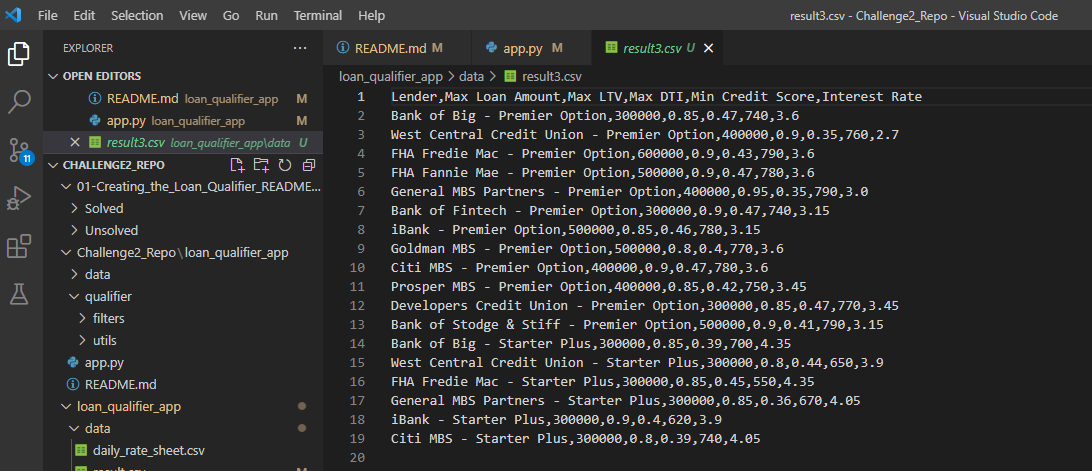 File Edit Selection View Go Run Terminal Help
result3.csv - Challenge2_Repo - Visual Studio Code
EXPLORER
OPEN EDITORS
README.md loan_qualifier_app M
app.py loan_qualifier_app M
result3.csv loan_qualifier_app\data U
11
CHALLENGE2_REPO
01-Creating_the_Loan_Qualifier_README...
Solved
Unsolved
Challenge2_Repo\loan_qualifier_app
data
qualifier
filters
utils
app.py
README.md
loan_qualifier_app
data
daily_rate_sheet.csv
README.md M
app.py M
result3.csv U
loan_qualifier_app > data > result3.csv
1 Lender,Max Loan Amount,Max LTV,Max DTI,Min Credit Score,Interest Rate
2 Bank of Big - Premier Option,300000,0.85,0.47,740,3.6
3 West Central Credit Union - Premier Option,400000,0.9,0.35,760,2.7
4 FHA Fredie Mac - Premier Option,600000,0.9,0.43,790,3.6
5 FHA Fannie Mae - Premier Option,500000,0.9,0.47,780,3.6
6 General MBS Partners - Premier Option,400000,0.95,0.35,790,3.0
7 Bank of Fintech - Premier Option,300000,0.9,0.47,740,3.15
8 iBank - Premier Option,500000,0.85,0.46,780,3.15
9 Goldman MBS - Premier Option,500000,0.8,0.4,770,3.6
10 Citi MBS - Premier Option,400000,0.9,0.47,780,3.6
11 Prosper MBS - Premier Option,400000,0.85,0.42,750,3.45
12 Developers Credit Union - Premier Option,300000,0.85,0.47,770,3.45
13 Bank of Stodge & Stiff - Premier Option,500000,0.9,0.41,790,3.15
14 Bank of Big - Starter Plus,300000,0.85,0.39,700,4.35
15 West Central Credit Union - Starter Plus,300000,0.8,0.44,650,3.9
16 FHA Fredie Mac - Starter Plus,300000,0.85,0.45,550,4.35
17 General MBS Partners - Starter Plus,300000,0.85,0.36,670,4.05
18 iBank - Starter Plus,300000,0.9,0.4,620,3.9
19 Citi MBS - Starter Plus,300000,0.8,0.39,740,4.05
20